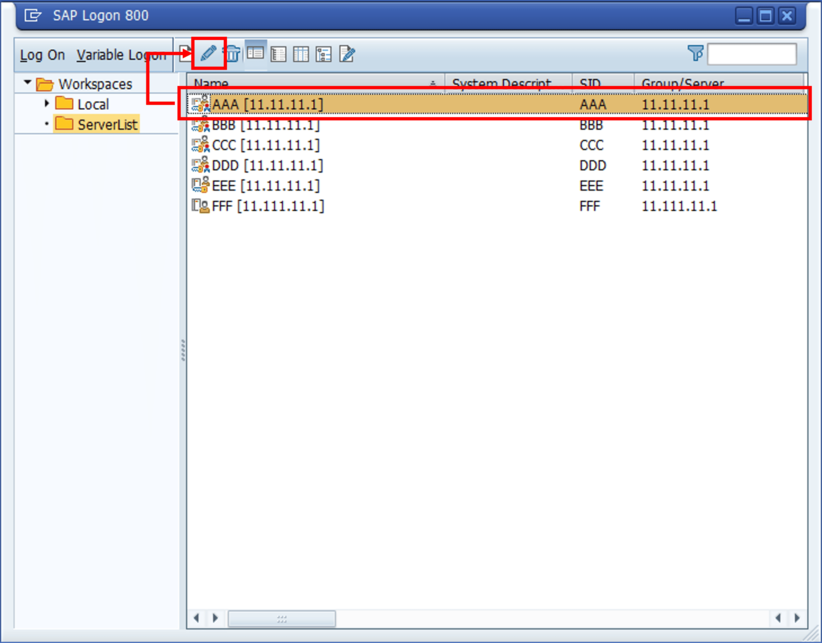 SAP Logon 800
Log On Variable Logon
Workspaces
Local
ServerList
Name System Descript... SID Group/Server
AAA [11.11.11.1] AAA 11.11.11.1
BBB [11.11.11.1] BBB 11.11.11.1
CCC [11.11.11.1] CCC 11.11.11.1
DDD [11.11.11.1] DDD 11.11.11.1
EEE [11.11.11.1] EEE 11.11.11.1
FFF [11.111.11.1] FFF 11.111.11.1